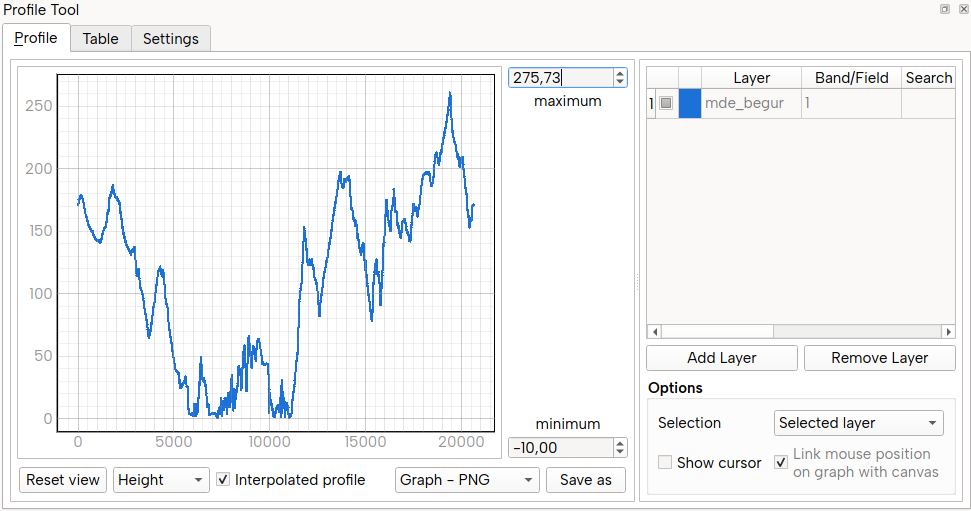 Profile Tool
Profile Table Settings
275,73
maximum
250
200
150
100
50
0
0 5000 10000 15000 20000
minimum
-10,00
Reset view Height Interpolated profile Graph - PNG Save as
Layer Band/Field Search
1 mde_begur 1
Add Layer Remove Layer
Options
Selection Selected layer
Show cursor Link mouse position
on graph with canvas